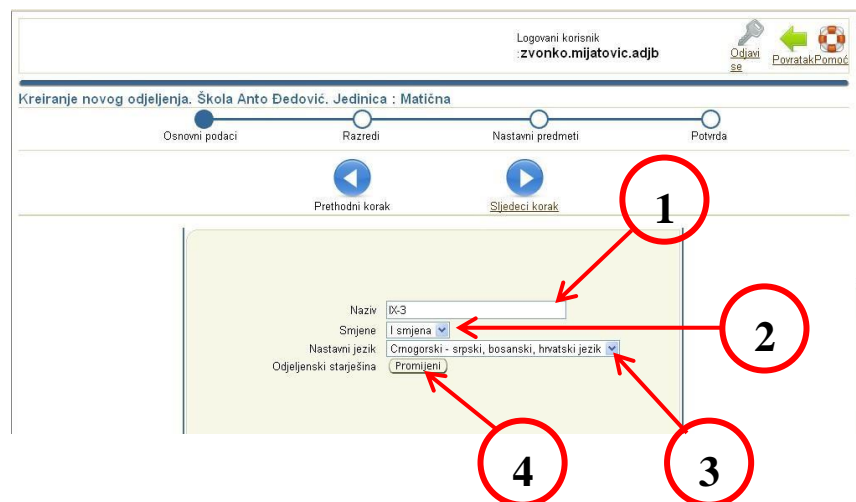 Logovani korisnik
:zvonko.mijatovic.adjb
Odjavi
se
Povratak Pomoć
Kreiranje novog odjeljenja. Škola Anto Đedović. Jedinica : Matična
Osnovni podaci Razredi Nastavni predmeti Potvrda
Prethodni korak Sljedeci korak
1
Naziv IX-3
Smjene I smjena
2
Nastavni jezik Crnogorski - srpski, bosanski, hrvatski jezik
Odjeljenski starješina Promijeni
4 3